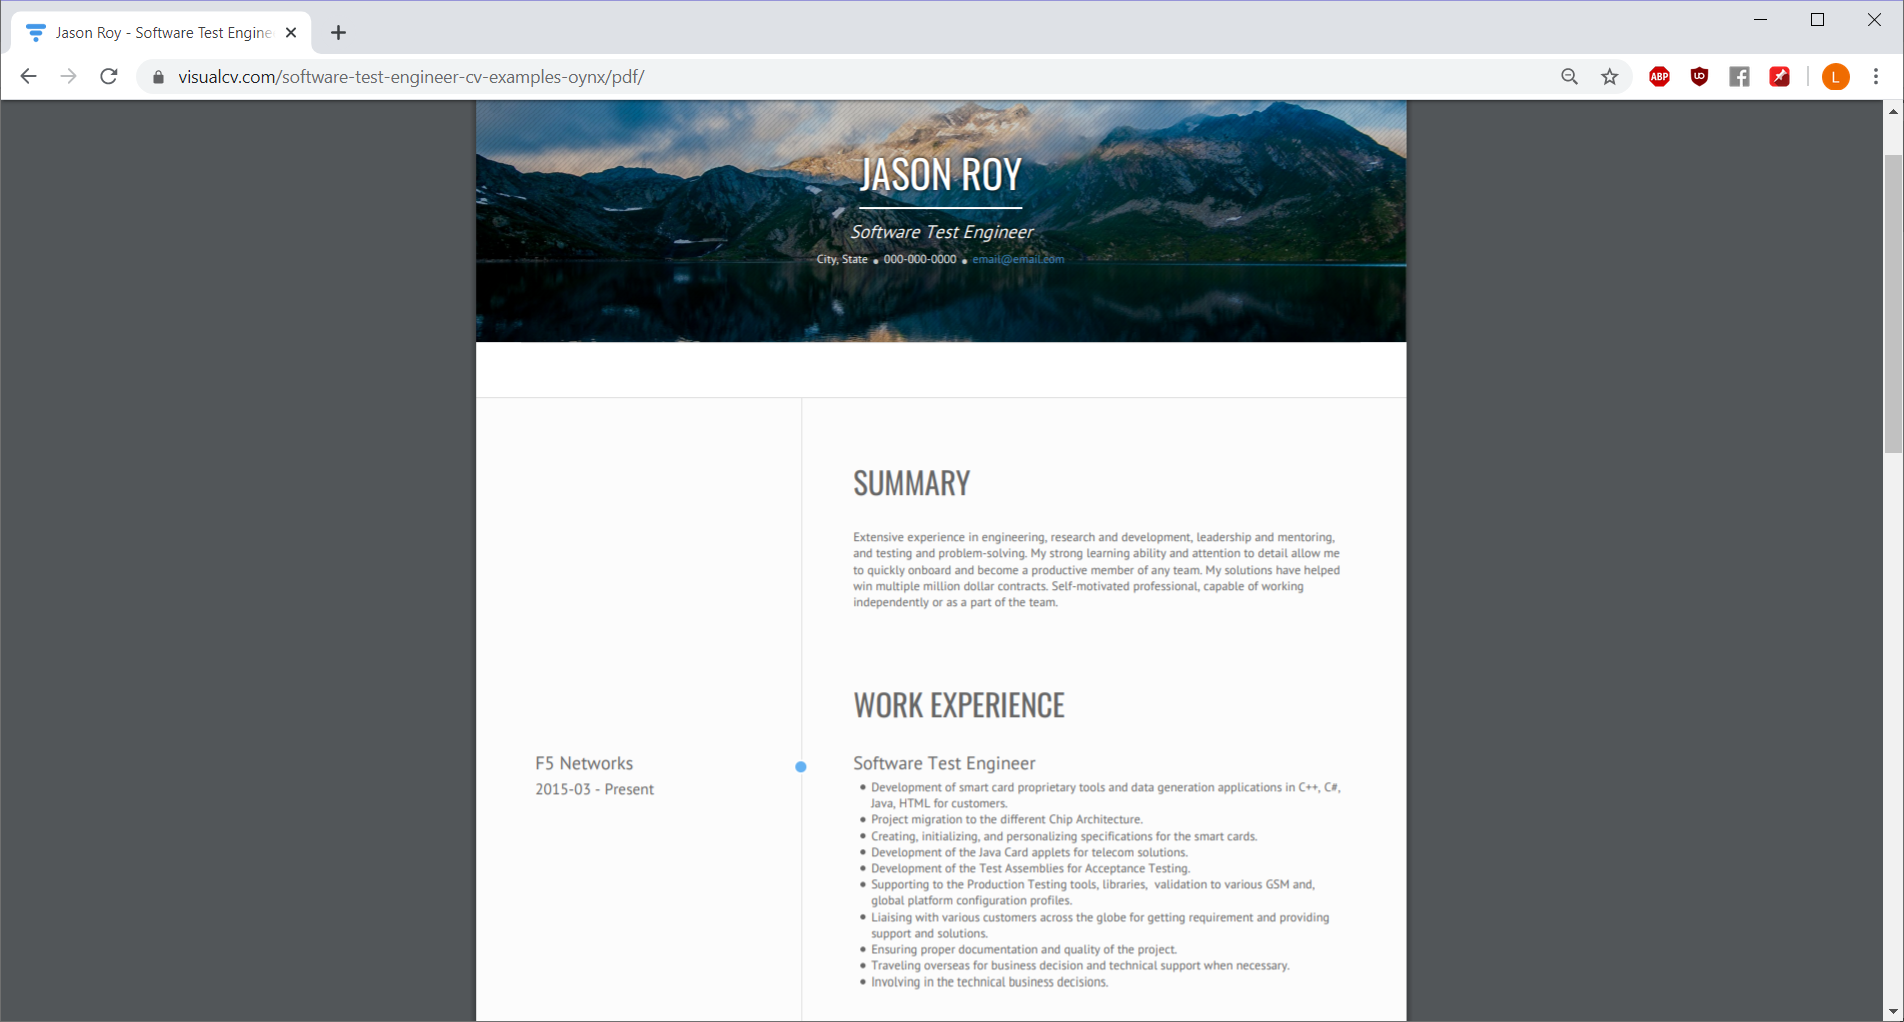 Jason Roy - Software Test Engine
visualcv.com/software-test-engineer-cv-examples-oynx/pdf/
ABP
UD
L
JASON ROY
Software Test Engineer
City, State ● 000-000-0000 ● email@email.com
SUMMARY
Extensive experience in engineering, research and development, leadership and mentoring,
and testing and problem-solving. My strong learning ability and attention to detail allow me
to quickly onboard and become a productive member of any team. My solutions have helped
win multiple million dollar contracts. Self-motivated professional, capable of working
independently or as a part of the team.
WORK EXPERIENCE
F5 Networks
2015-03 - Present
Software Test Engineer
● Development of smart card proprietary tools and data generation applications in C++, C#,
Java, HTML for customers.
● Project migration to the different Chip Architecture.
● Creating, initializing, and personalizing specifications for the smart cards.
● Development of the Java Card applets for telecom solutions.
● Development of the Test Assemblies for Acceptance Testing.
● Supporting to the Production Testing tools, libraries,  validation to various GSM and,
global platform configuration profiles.
● Liaising with various customers across the globe for getting requirement and providing
support and solutions.
● Ensuring proper documentation and quality of the project.
● Traveling overseas for business decision and technical support when necessary.
● Involving in the technical business decisions.